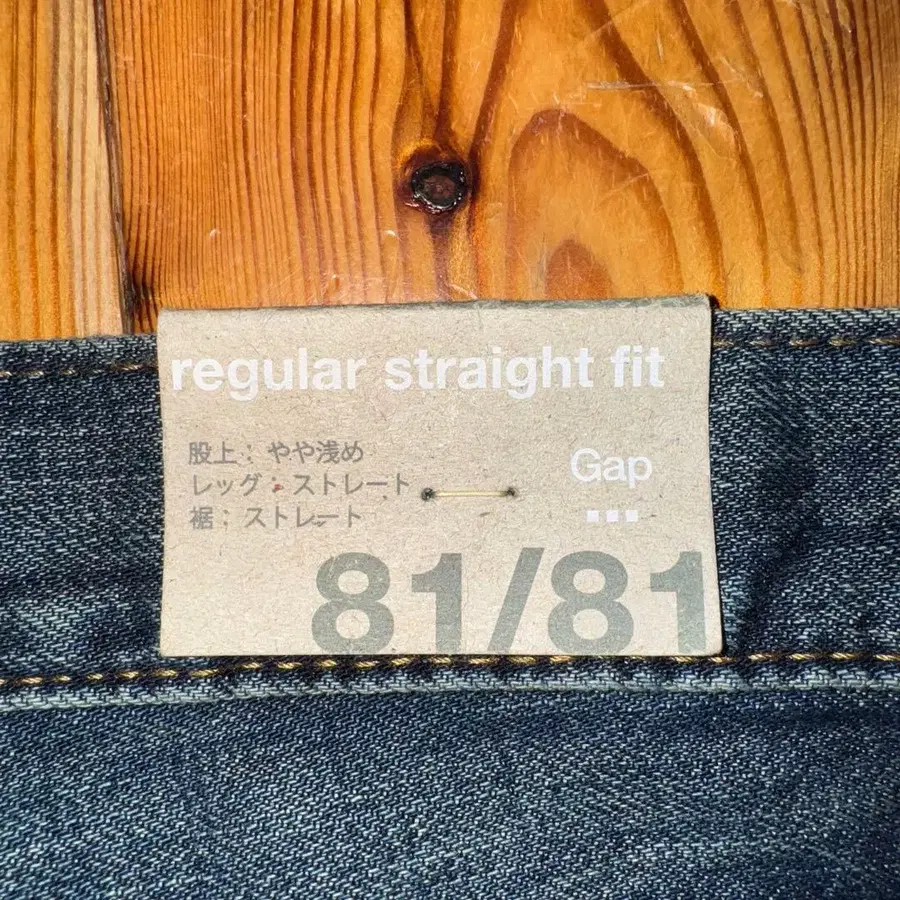 regular straight fit
股上：やや浅め
レッグ：ストレート
裾：ストレート
Gap
81/81